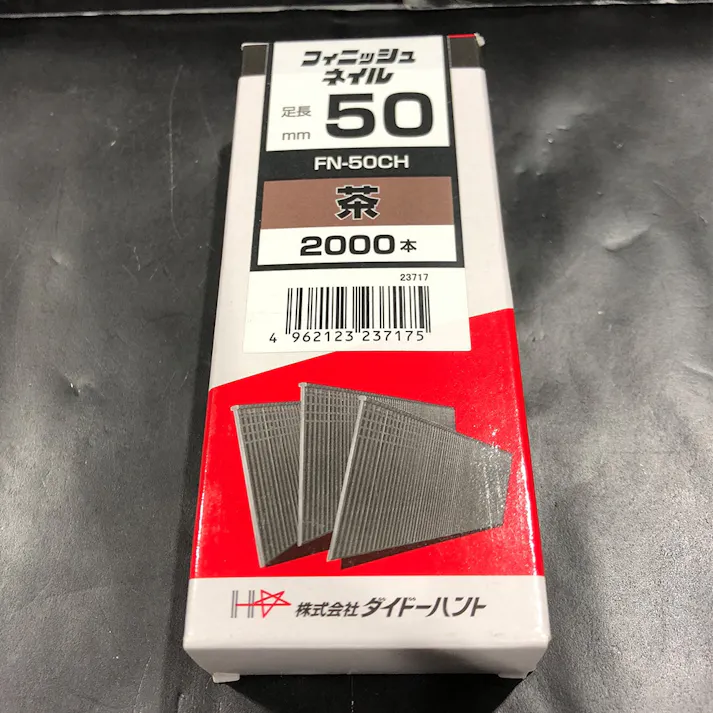 フィニッシュ
ネイル
足長
mm
50
FN-50CH
茶
2000本
23717
4 962123 237175
株式会社 ダイドーハント